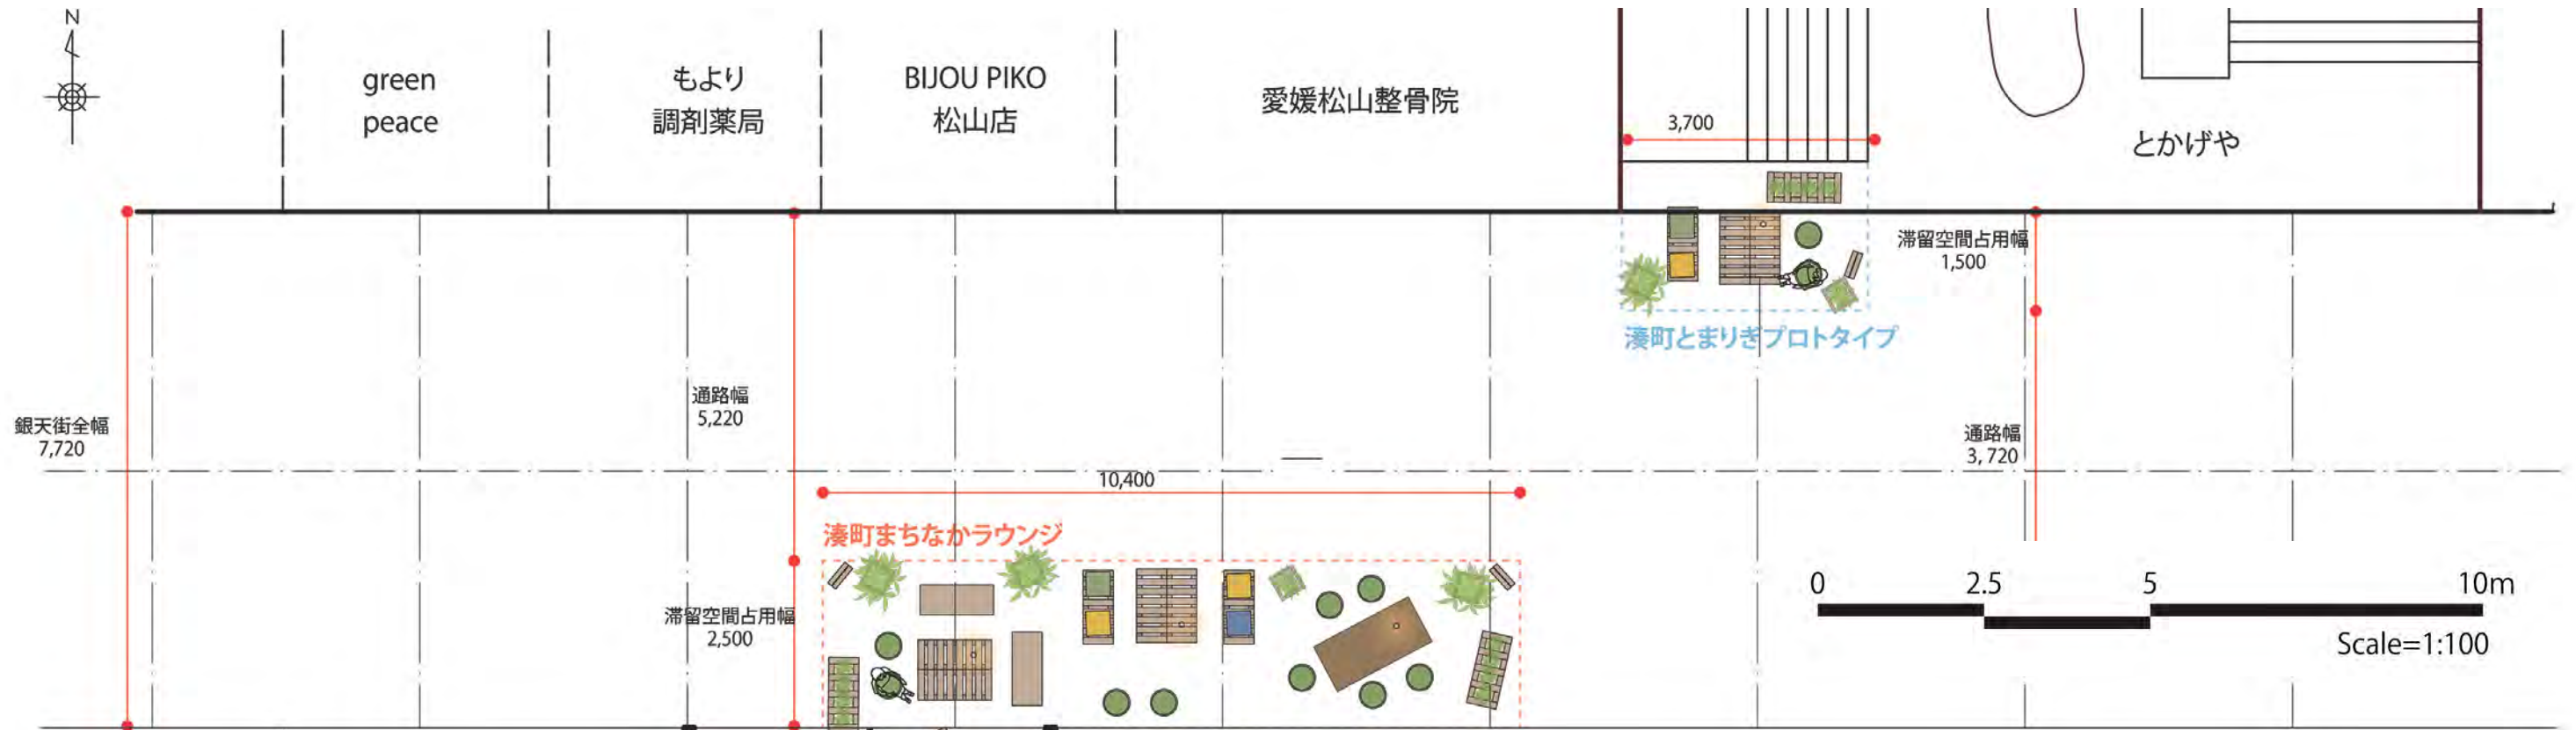 N
green
peace
もより
調剤薬局
BIJOU PIKO
松山店
愛媛松山整骨院
3,700
とかげや
滞留空間占用幅
1,500
湊町とまりぎプロトタイプ
通路幅
5,220
銀天街全幅
7,720
通路幅
3,720
10,400
湊町まちなかラウンジ
滞留空間占用幅
2,500
0 2.5 5 10m
Scale=1:100